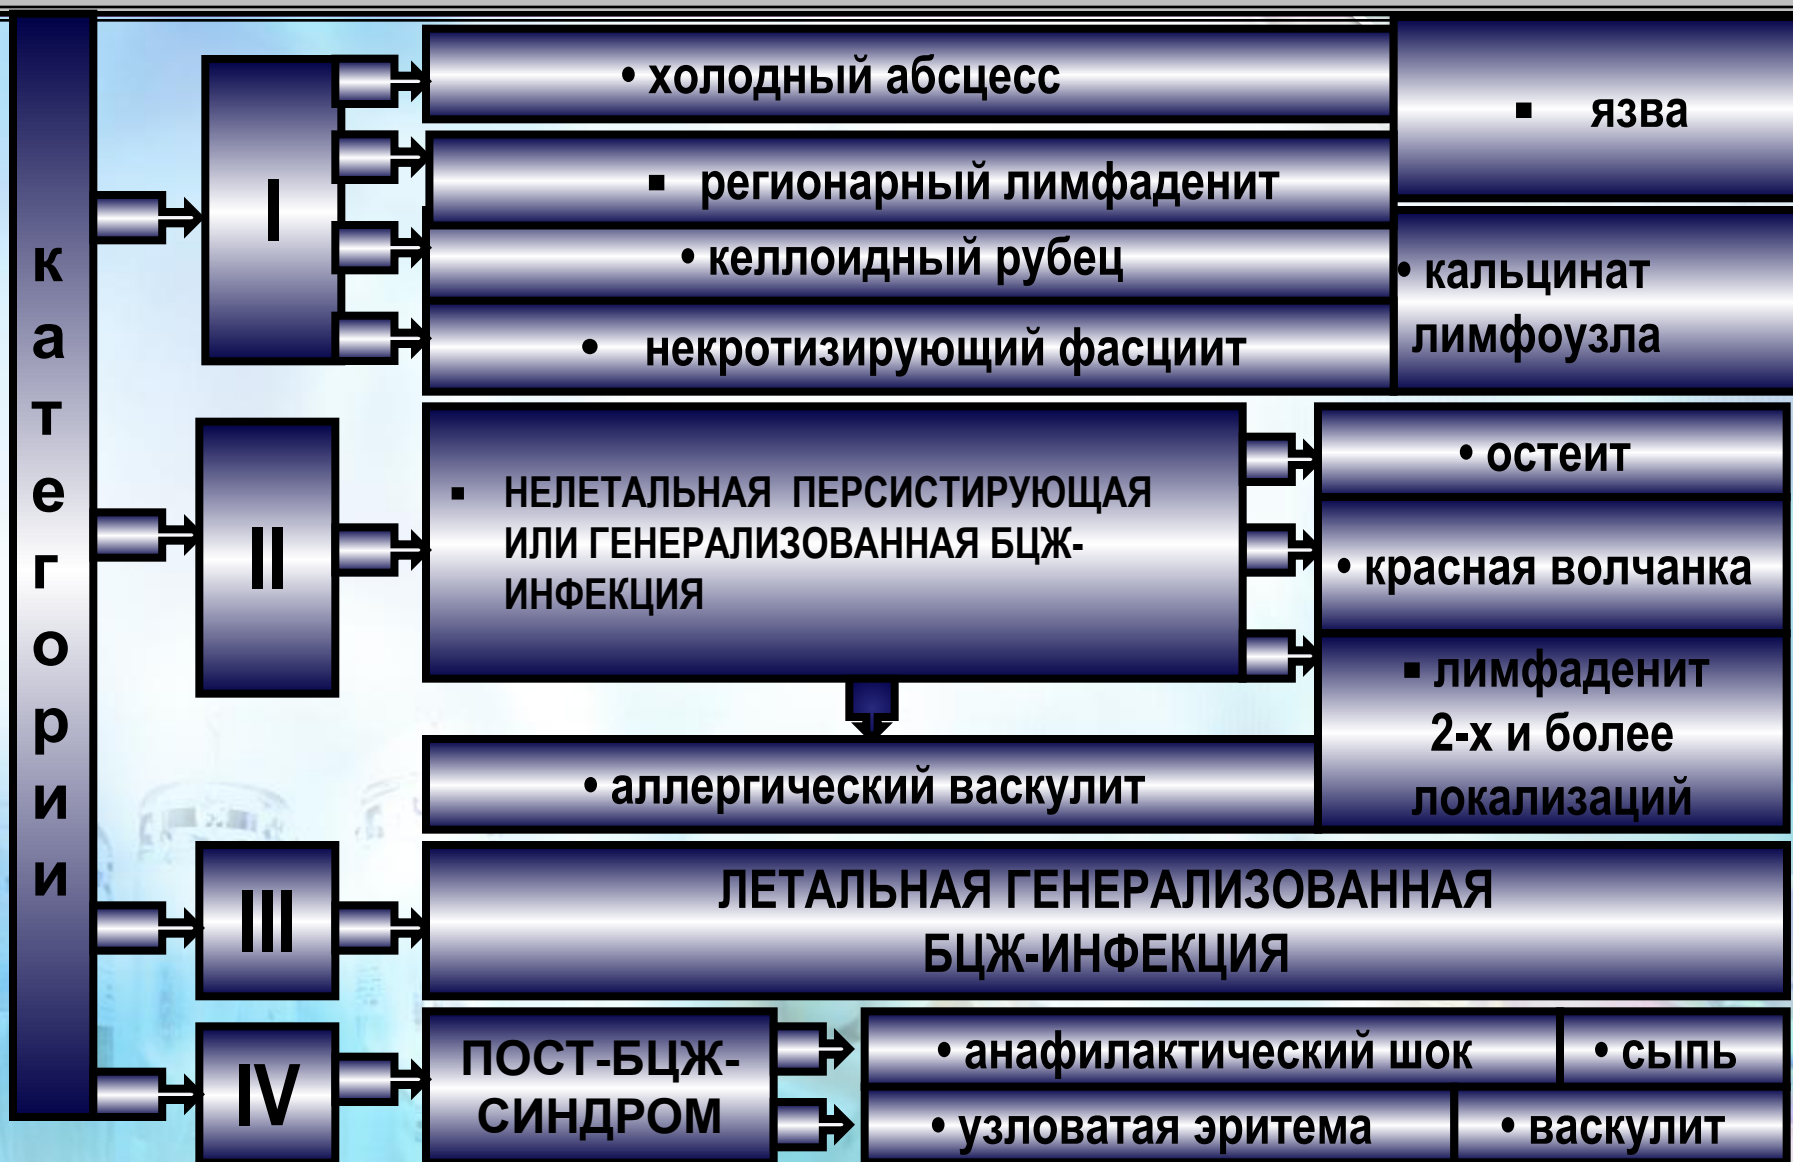 категории
I
• холодный абсцесс
▪ язва
▪ регионарный лимфаденит
• келлоидный рубец
• кальцинат
лимфоузла
• некротизирующий фасциит
II
▪ НЕЛЕТАЛЬНАЯ ПЕРСИСТИРУЮЩАЯ
ИЛИ ГЕНЕРАЛИЗОВАННАЯ БЦЖ-
ИНФЕКЦИЯ
• остеит
• красная волчанка
▪ лимфаденит
2-х и более
локализаций
• аллергический васкулит
III
ЛЕТАЛЬНАЯ ГЕНЕРАЛИЗОВАННАЯ
БЦЖ-ИНФЕКЦИЯ
IV
ПОСТ-БЦЖ-
СИНДРОМ
• анафилактический шок
• сыпь
• узловатая эритема
• васкулит